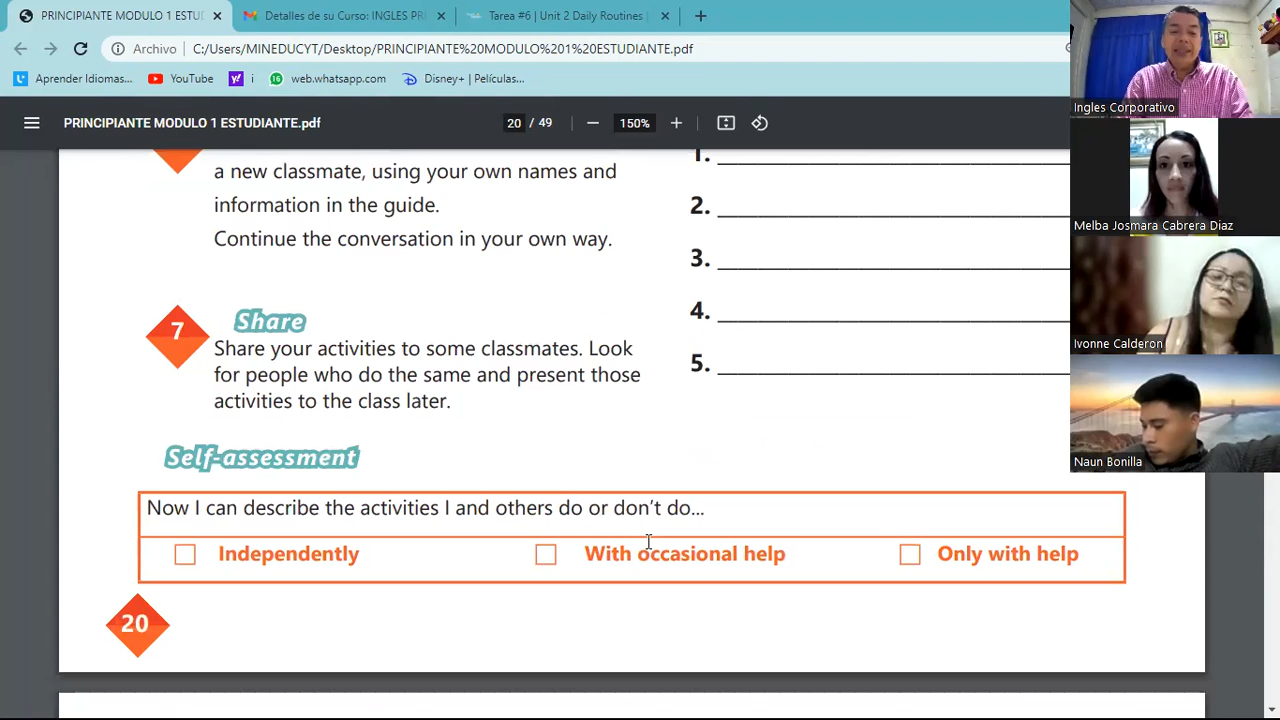 PRINCIPIANTE MODULO 1 ESTUD
Detalles de su Curso: INGLES PR
Tarea #6 | Unit 2 Daily Routines |
Archivo
C:/Users/MINEDUCYT/Desktop/PRINCIPIANTE%20MODULO%201%20ESTUDIANTE.pdf
Aprender Idiomas...
YouTube
i
web.whatsapp.com
Disney+ | Películas,...
PRINCIPIANTE MODULO 1 ESTUDIANTE.pdf
20 / 49
150%
a new classmate, using your own names and
information in the guide.
Continue the conversation in your own way.
7
Share
Share your activities to some classmates. Look
for people who do the same and present those
activities to the class later.
1.
2.
3.
4.
5.
Self-assessment
Now I can describe the activities I and others do or don't do...
Independently
With occasional help
Only with help
20
Ingles Corporativo
Melba Josmara Cabrera Diaz
Ivonne Calderon
Naun Bonilla